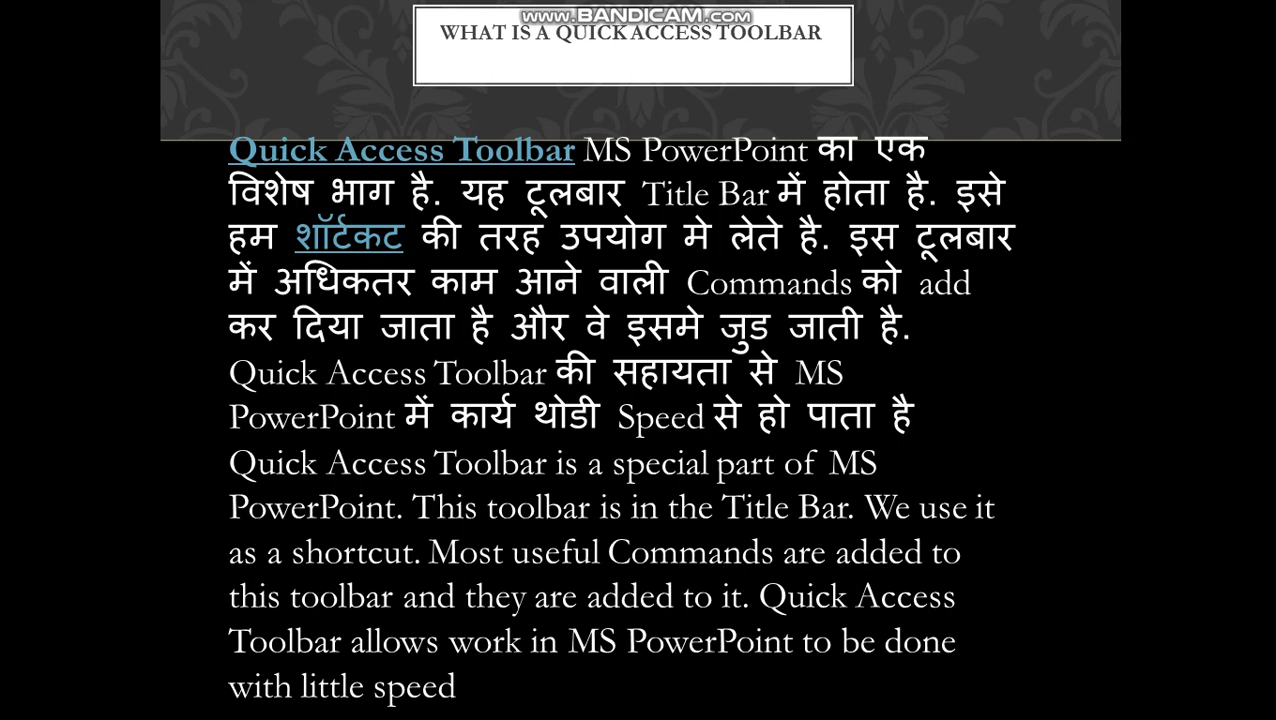 www.BANDICAM.com
WHAT IS A QUICK ACCESS TOOLBAR
Quick Access Toolbar MS PowerPoint का एक
विशेष भाग है. यह टूलबार Title Bar में होता है. इसे
हम शॉर्टकट की तरह उपयोग मे लेते है. इस टूलबार
में अधिकतर काम आने वाली Commands को add
कर दिया जाता है और वे इसमे जुड जाती है.
Quick Access Toolbar की सहायता से MS
PowerPoint में कार्य थोडी Speed से हो पाता है
Quick Access Toolbar is a special part of MS
PowerPoint. This toolbar is in the Title Bar. We use it
as a shortcut. Most useful Commands are added to
this toolbar and they are added to it. Quick Access
Toolbar allows work in MS PowerPoint to be done
with little speed